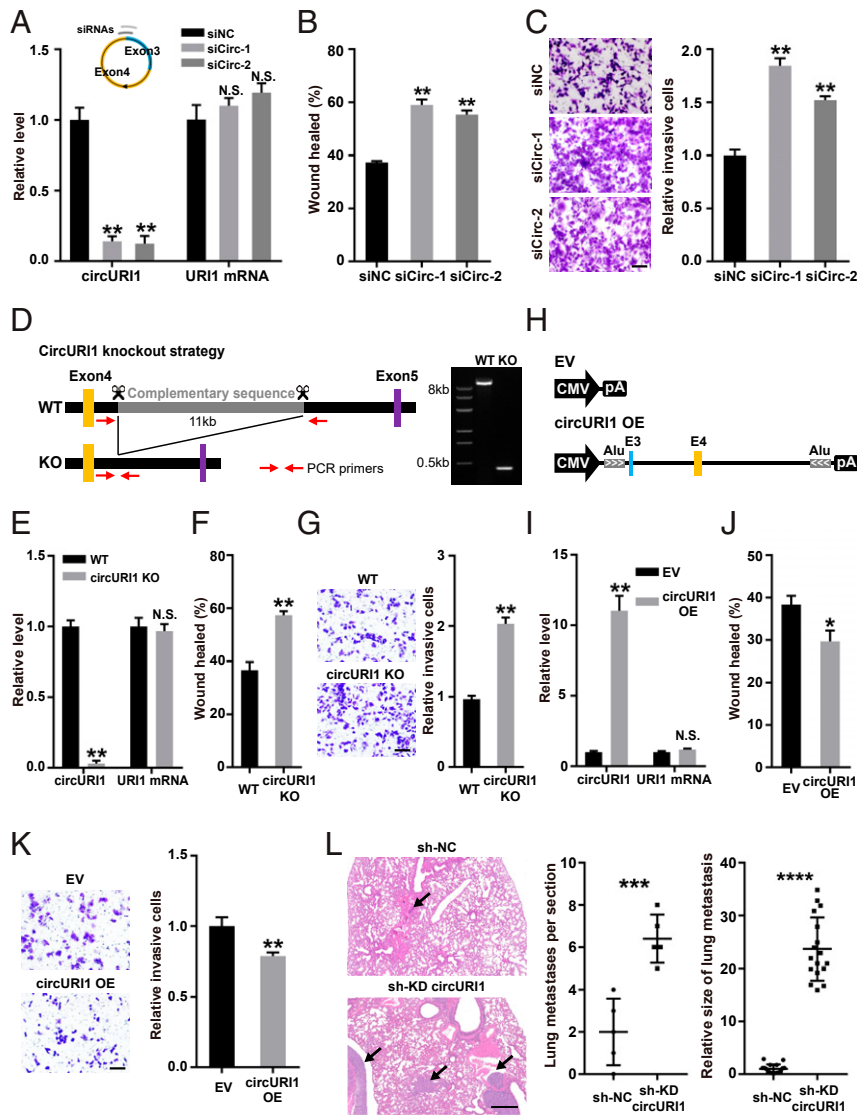 A
siRNAs
Exon3
Exon4
siNC
siCirc-1
siCirc-2
Relative level
1.5
1.0
0.5
0.0
** **
N.S.
N.S.
circURI1
URI1 mRNA
B
Wound healed (%)
80
60
40
20
0
**
**
siNC siCirc-1 siCirc-2
C
siNC
siCirc-1
siCirc-2
Relative invasive cells
2.0
1.5
1.0
0.5
0.0
**
**
siNC siCirc-1 siCirc-2
D
CircURI1 knockout strategy
Exon4
Exon5
Complementary sequence
WT
11kb
KO
PCR primers
WT KO
8kb
0.5kb
H
EV
CMV
pA
circURI1 OE
CMV
Alu
E3
E4
Alu
pA
E
WT
circURI1 KO
Relative level
1.5
1.0
0.5
0.0
**
N.S.
circURI1
URI1 mRNA
F
Wound healed (%)
80
60
40
20
0
**
WT circURI1
KO
G
WT
circURI1 KO
Relative invasive cells
3
2
1
0
**
WT circURI1
KO
I
EV
circURI1
OE
Relative level
15
10
5
0
**
N.S.
circURI1
URI1 mRNA
J
Wound healed (%)
50
40
30
20
10
0
*
EV circURI1
OE
K
EV
circURI1 OE
Relative invasive cells
1.5
1.0
0.5
0.0
**
EV
circURI1
OE
L
sh-NC
sh-KD circURI1
Lung metastases per section
10
8
6
4
2
0
***
sh-NC
sh-KD
circURI1
Relative size of lung metastasis
40
30
20
10
0
****
sh-NC
sh-KD
circURI1